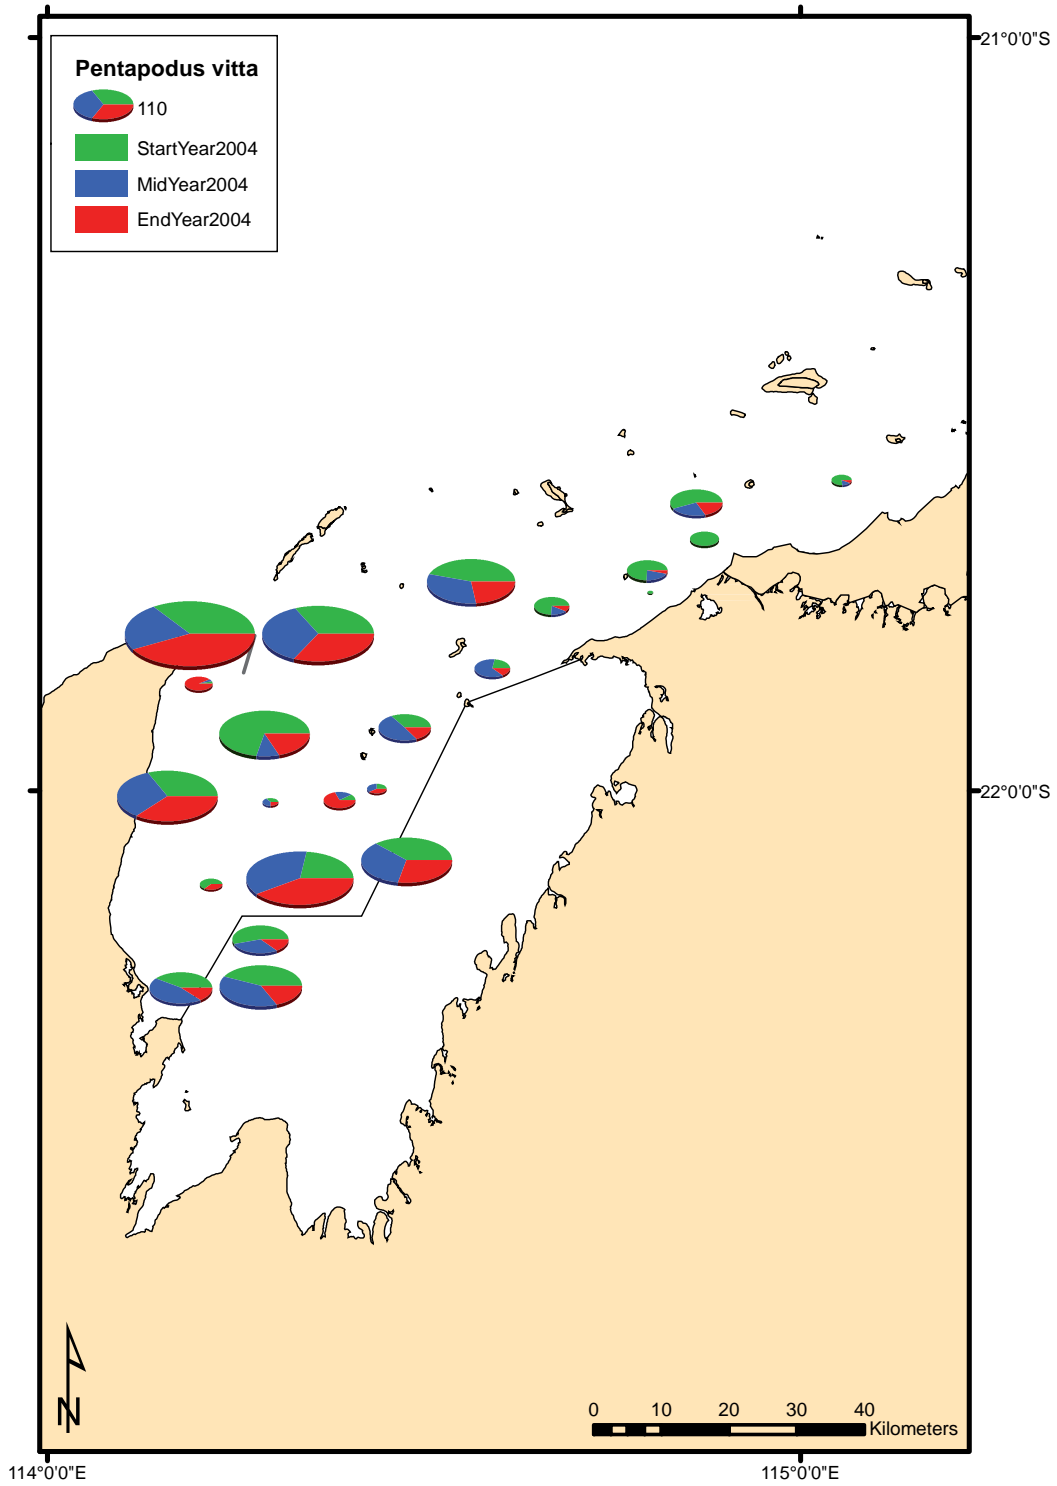 21°0'0"S
Pentapodus vitta
110
StartYear2004
MidYear2004
EndYear2004
22°0'0"S
N
0 10 20 30 40
Kilometers
114°0'0"E 115°0'0"E